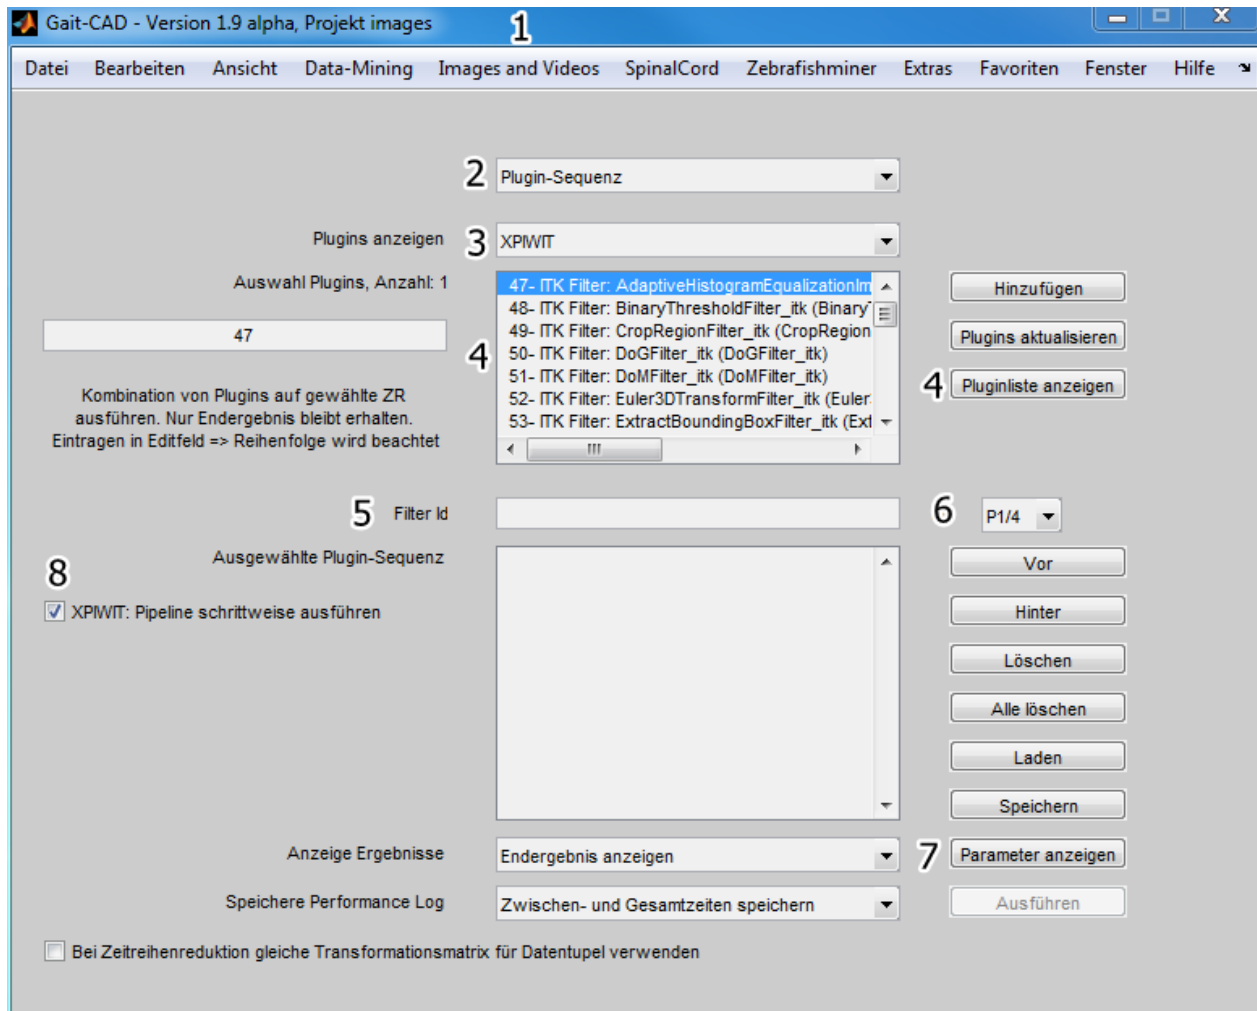 Gait-CAD - Version 1.9 alpha, Projekt images
1
Datei Bearbeiten Ansicht Data-Mining Images and Videos SpinalCord Zebrafishminer Extras Favoriten Fenster Hilfe
2 Plugin-Sequenz
Plugins anzeigen 3 XPIWIT
Auswahl Plugins, Anzahl: 1
47
Kombination von Plugins auf gewählte ZR
ausführen. Nur Endergebnis bleibt erhalten.
Eintragen in Editfeld => Reihenfolge wird beachtet
4
47- ITK Filter: AdaptiveHistogramEqualizationIm
48- ITK Filter: BinaryThresholdFilter_itk (Binary
49- ITK Filter: CropRegionFilter_itk (CropRegion
50- ITK Filter: DoGFilter_itk (DoGFilter_itk)
51- ITK Filter: DoMFilter_itk (DoMFilter_itk)
52- ITK Filter: Euler3DTransformFilter_itk (Euler
53- ITK Filter: ExtractBoundingBoxFilter_itk (Ext
Hinzufügen
Plugins aktualisieren
4 Pluginliste anzeigen
5 Filter Id
6 P1/4
Ausgewählte Plugin-Sequenz
8
XPIWIT: Pipeline schrittweise ausführen
Vor
Hinter
Löschen
Alle löschen
Laden
Speichern
Anzeige Ergebnisse Endergebnis anzeigen 7 Parameter anzeigen
Speichere Performance Log Zwischen- und Gesamtzeiten speichern Ausführen
Bei Zeitreihenreduktion gleiche Transformationsmatrix für Datentupel verwenden